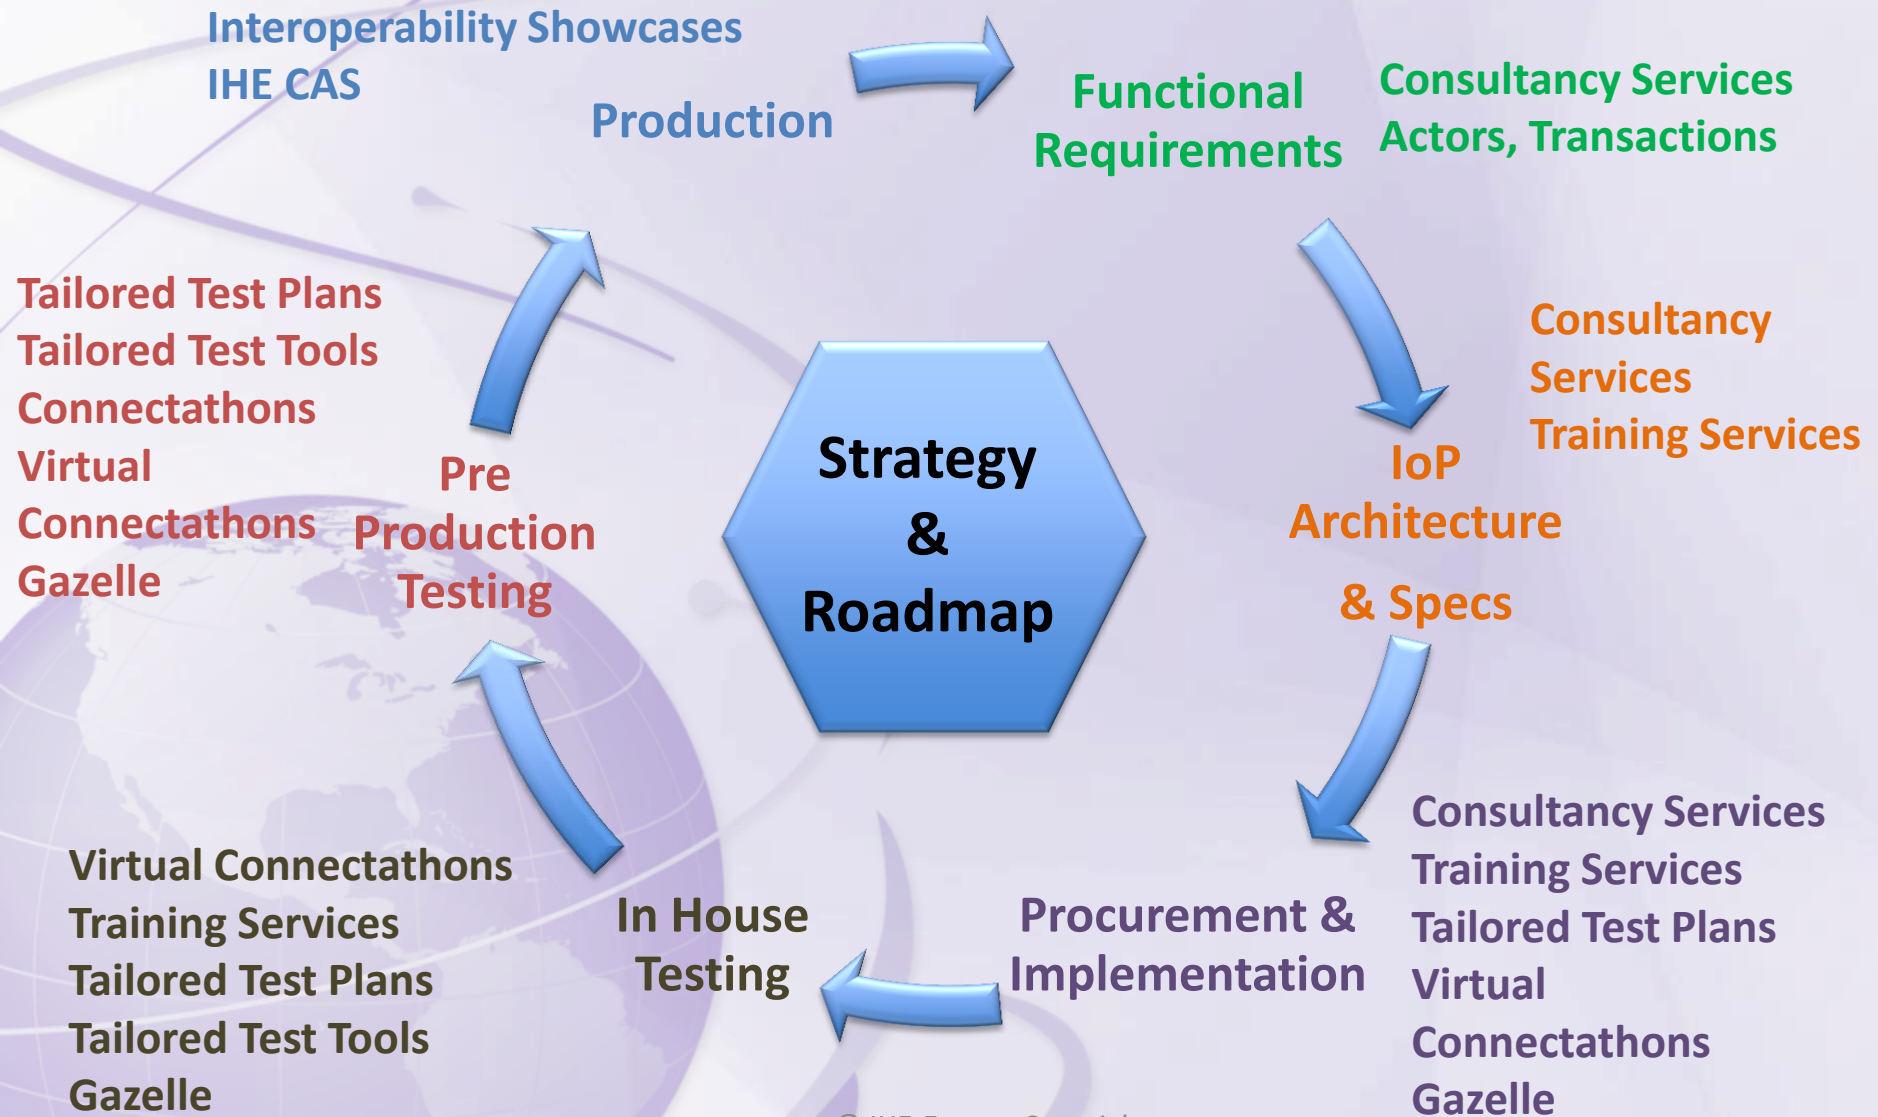 Interoperability Showcases
IHE CAS
Production
Functional
Requirements
Consultancy Services
Actors, Transactions
Consultancy
Services
Training Services
IoP
Architecture
& Specs
Consultancy Services
Training Services
Tailored Test Plans
Virtual
Connectathons
Gazelle
Procurement &
Implementation
In House
Testing
Virtual Connectathons
Training Services
Tailored Test Plans
Tailored Test Tools
Gazelle
Pre
Production
Testing
Tailored Test Plans
Tailored Test Tools
Connectathons
Virtual
Connectathons
Gazelle
Strategy
&
Roadmap